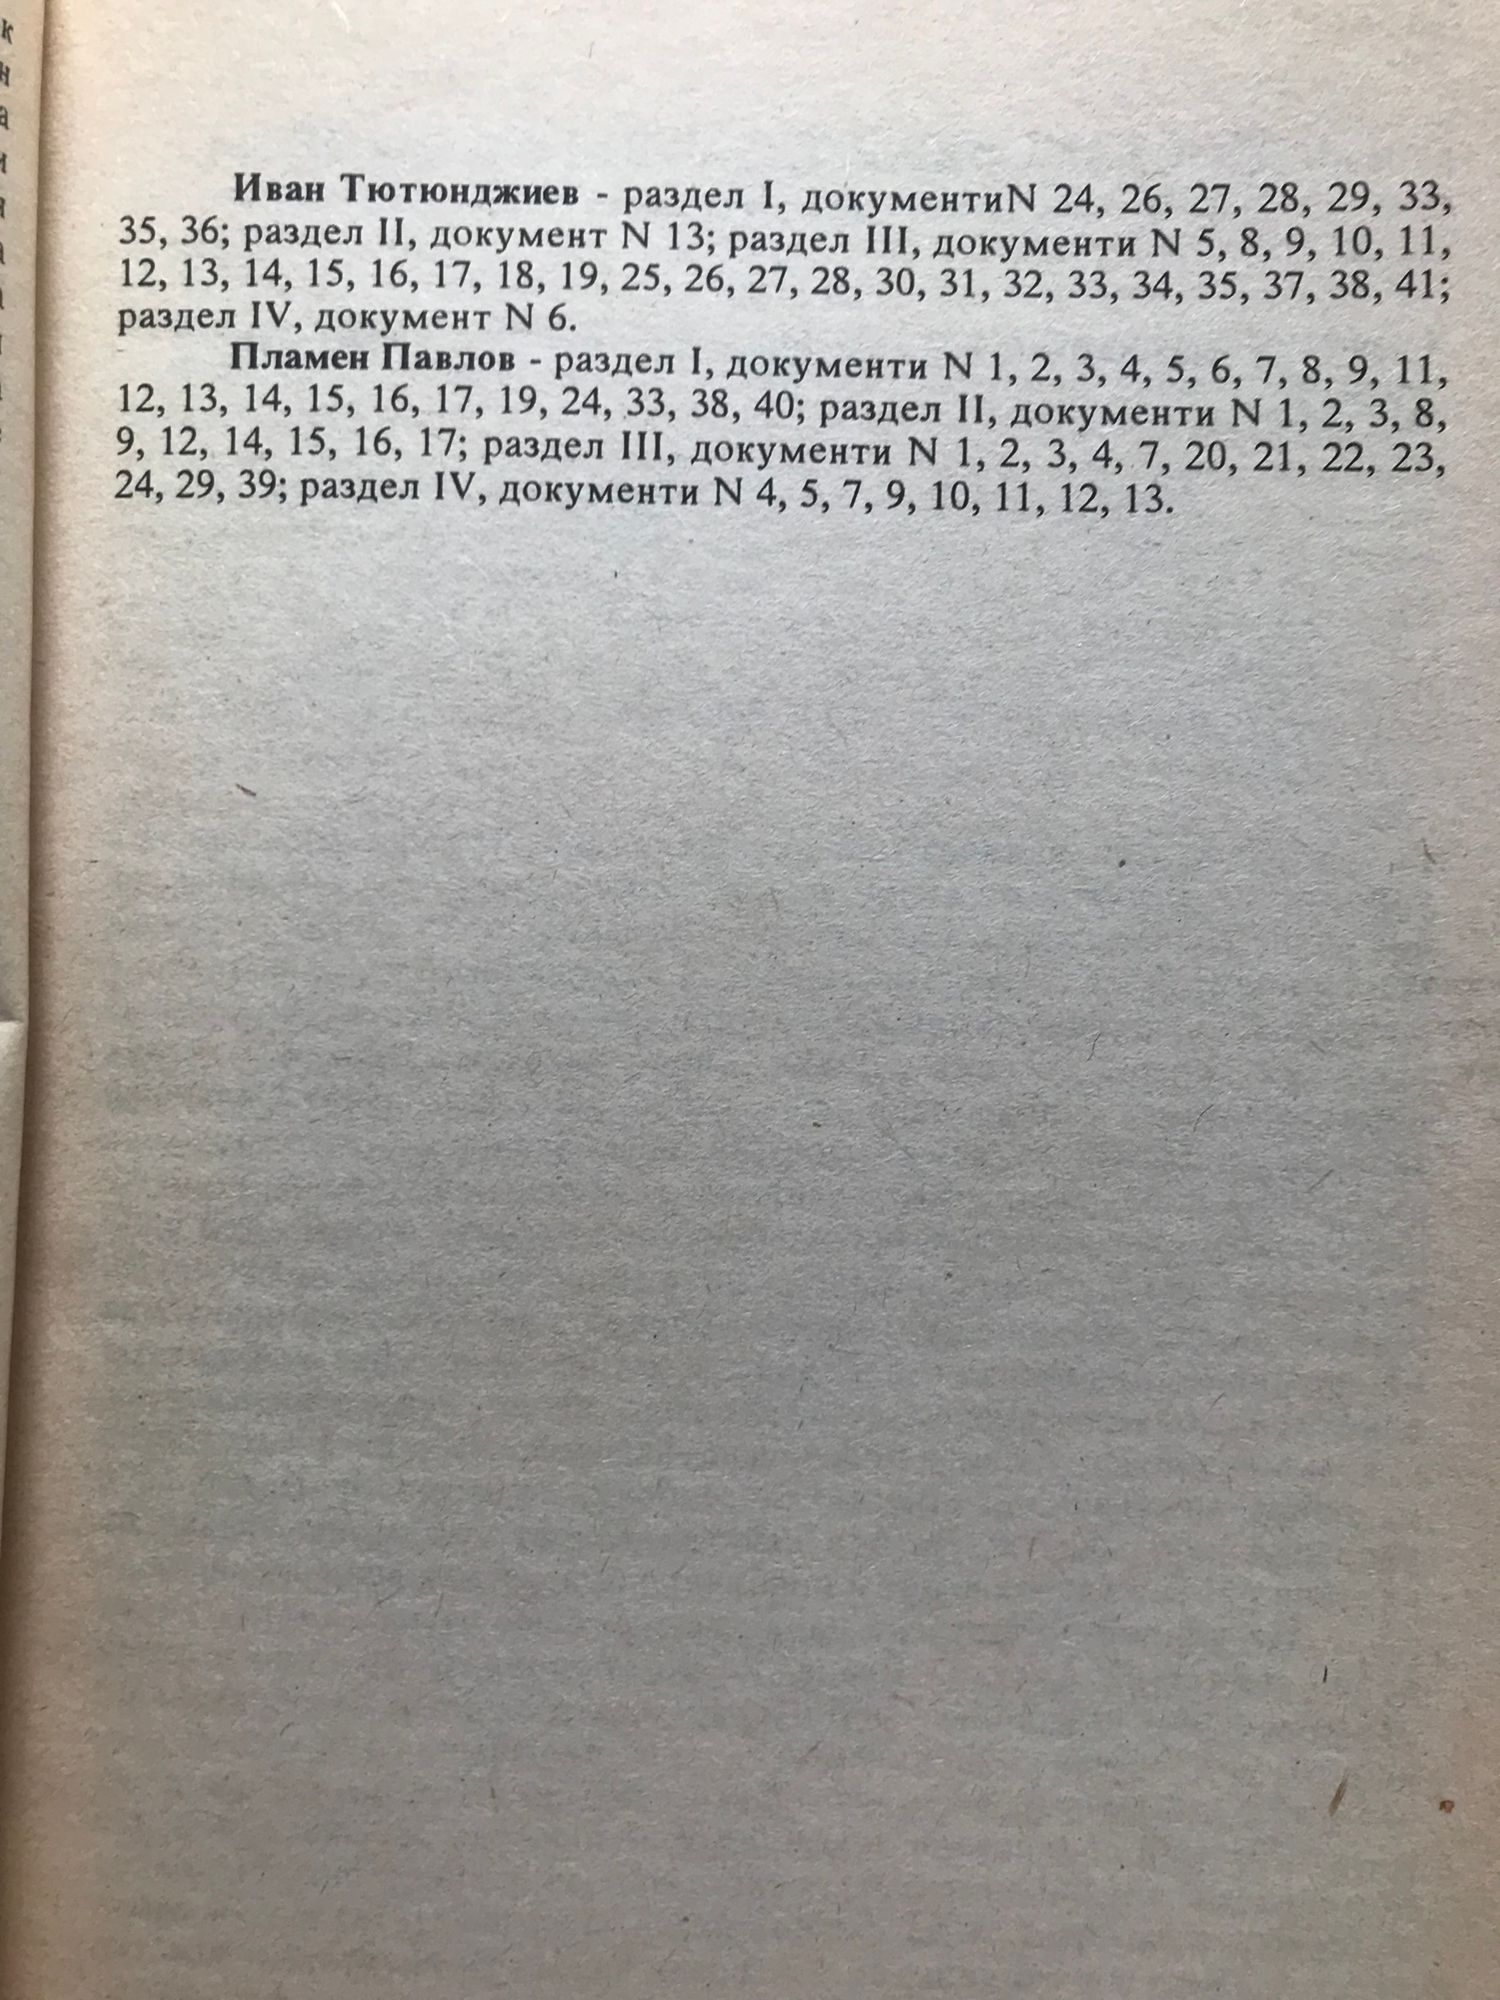 Иван Тютюнджиев - раздел I, документиN 24, 26, 27, 28, 29, 33,
35, 36; раздел II, документ N 13; раздел III, документи N 5, 8, 9, 10, 11,
12, 13, 14, 15, 16, 17, 18, 19, 25, 26, 27, 28, 30, 31, 32, 33, 34, 35, 37, 38, 41;
раздел IV, документ N 6.
Пламен Павлов - раздел I, документи N 1, 2, 3, 4, 5, 6, 7, 8, 9, 11,
12, 13, 14, 15, 16, 17, 19, 24, 33, 38, 40; раздел II, документи N 1, 2, 3, 8,
9, 12, 14, 15, 16, 17; раздел III, документи N 1, 2, 3, 4, 7, 20, 21, 22, 23,
24, 29, 39; раздел IV, документи N 4, 5, 7, 9, 10, 11, 12, 13.